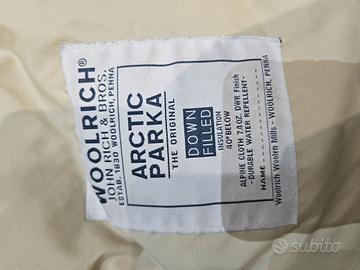 WOOLRICH®
JOHN RICH & BROS.
ESTAB. 1830 WOOLRICH, PENNA
ARCTIC
PARKA
THE ORIGINAL
DOWN
FILLED
INSULATION
40° BELOW
ALPINE CLOTH 7.4 OZ. DWR Finish
-DURABLE WATER REPELLENT-
NAME
Woolrich Woolen Mills - WOOLRICH, PENNA
subito